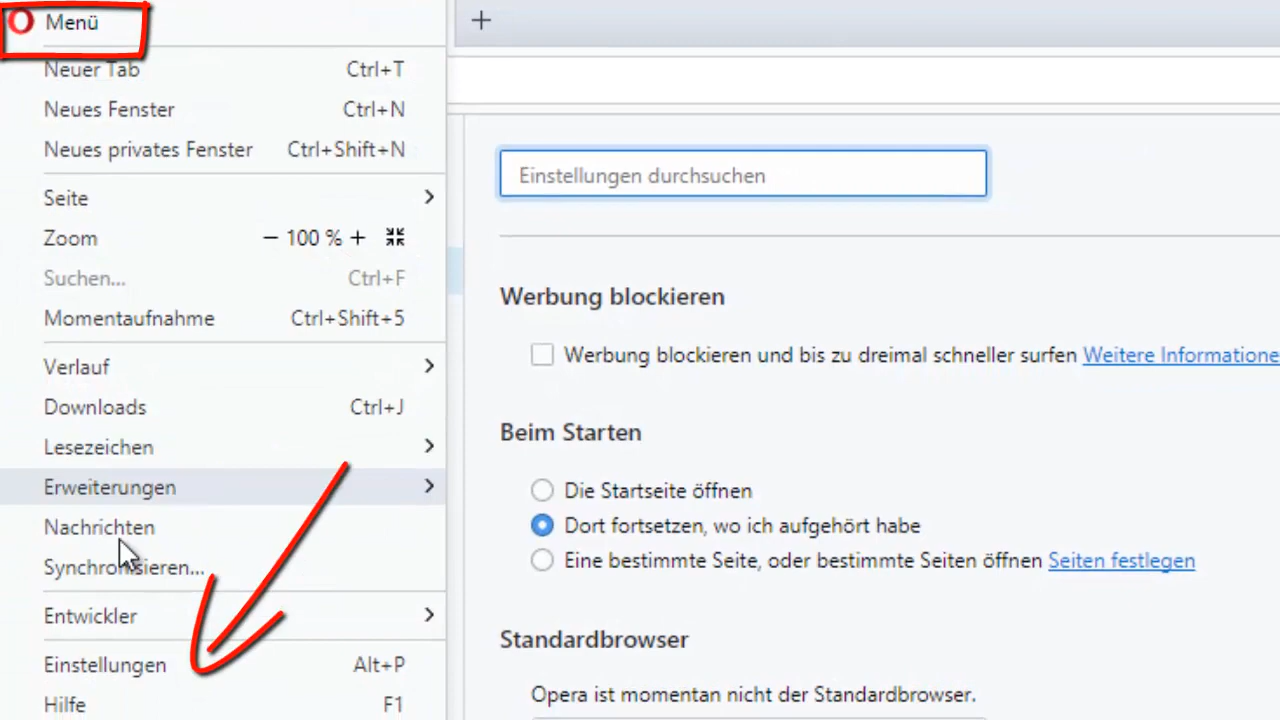 Menü
Neuer Tab Ctrl+T
Neues Fenster Ctrl+N
Neues privates Fenster Ctrl+Shift+N
Seite
Zoom − 100 % +
Suchen... Ctrl+F
Momentaufnahme Ctrl+Shift+5
Verlauf
Downloads Ctrl+J
Lesezeichen
Erweiterungen
Nachrichten
Synchronisieren...
Entwickler
Einstellungen Alt+P
Hilfe F1
Einstellungen durchsuchen
Werbung blockieren
Werbung blockieren und bis zu dreimal schneller surfen Weitere Informatione
Beim Starten
Die Startseite öffnen
Dort fortsetzen, wo ich aufgehört habe
Eine bestimmte Seite, oder bestimmte Seiten öffnen Seiten festlegen
Standardbrowser
Opera ist momentan nicht der Standardbrowser.